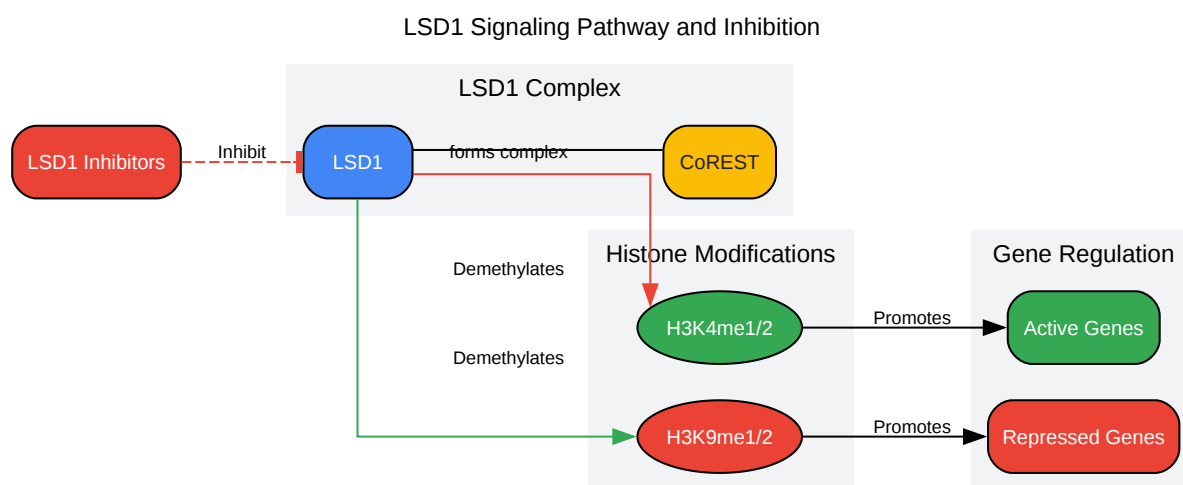 LSD1 Signaling Pathway and Inhibition
LSD1 Complex
LSD1 Inhibitors
Inhibit
LSD1
forms complex
CoREST
Histone Modifications
Gene Regulation
Demethylates
H3K4me1/2
Promotes
Active Genes
Demethylates
H3K9me1/2
Promotes
Repressed Genes